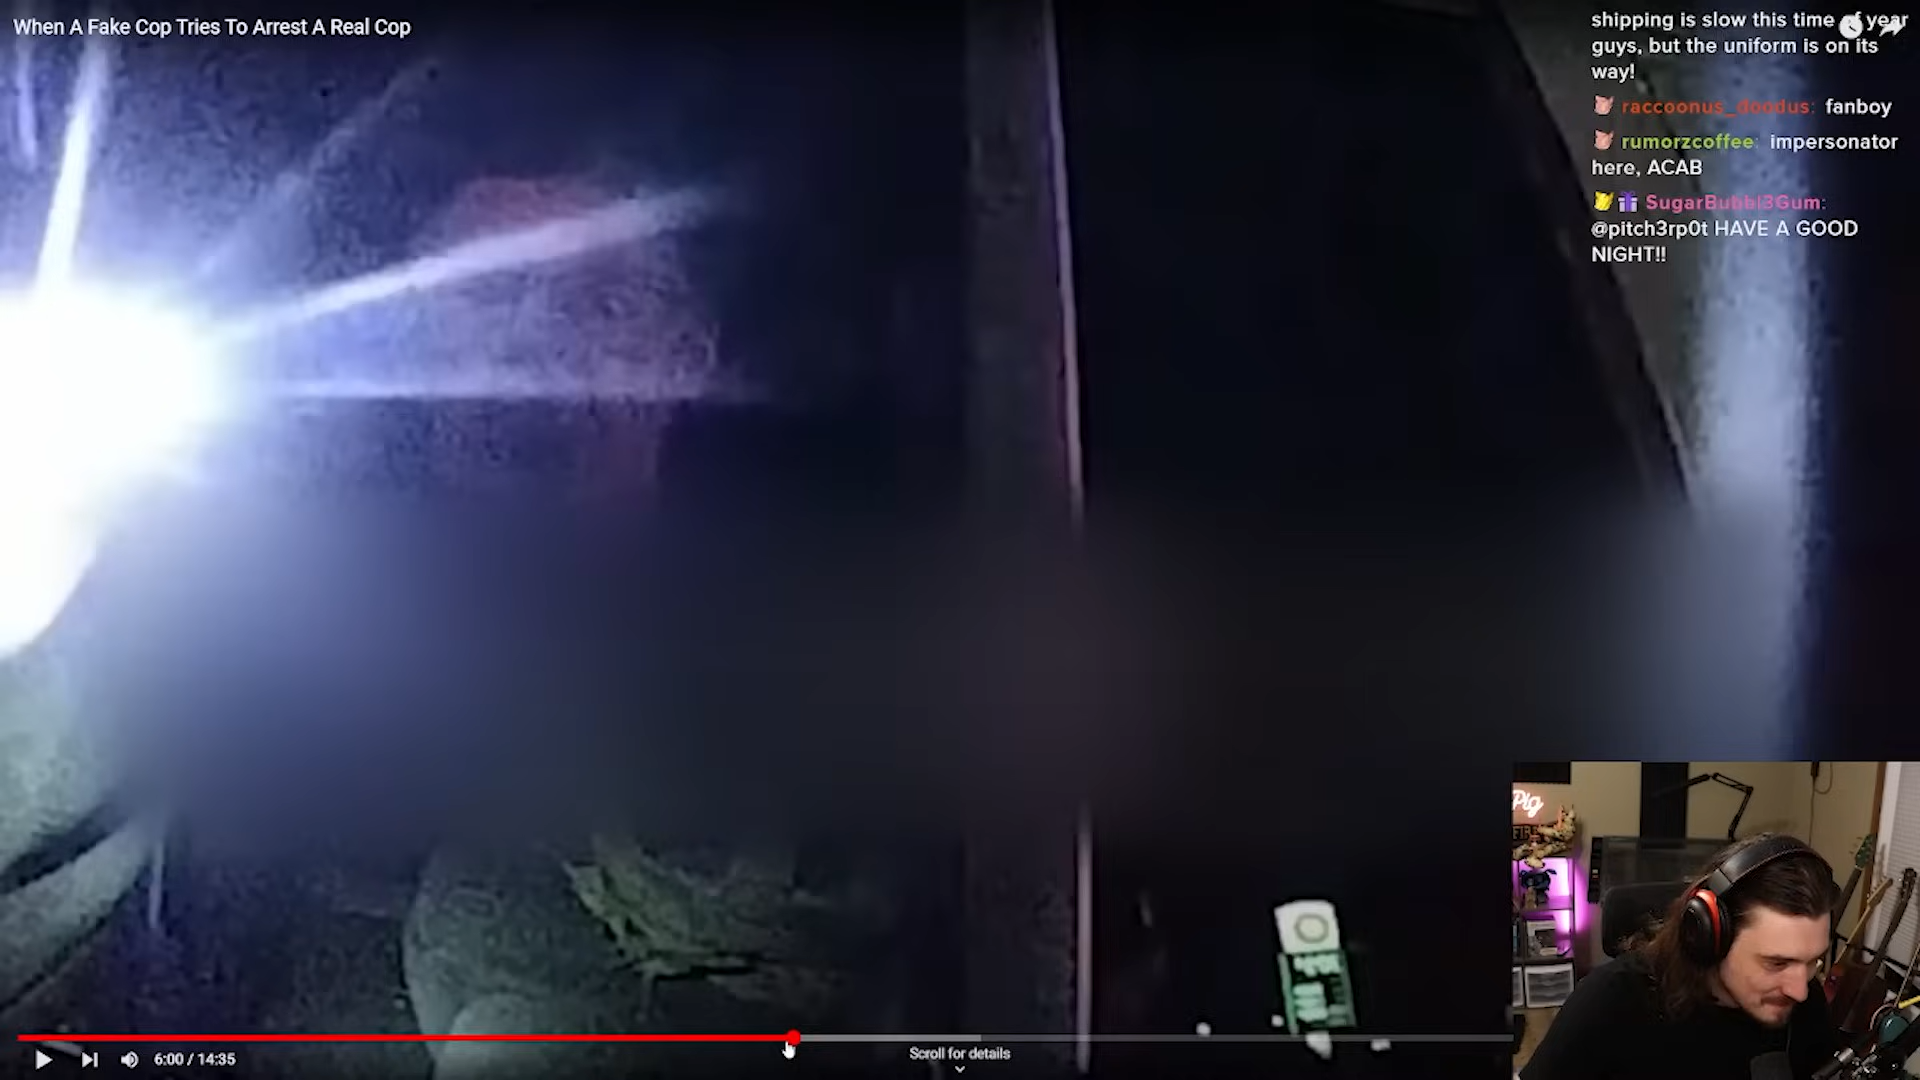 When A Fake Cop Tries To Arrest A Real Cop
shipping is slow this time of year
guys, but the uniform is on its
way!
raccoonus_doodus: fanboy
rumorzcoffee: impersonator
here, ACAB
SugarBubbl3Gum:
@pitch3rp0t HAVE A GOOD
NIGHT!!
Pig
6:00 / 14:35
Scroll for details